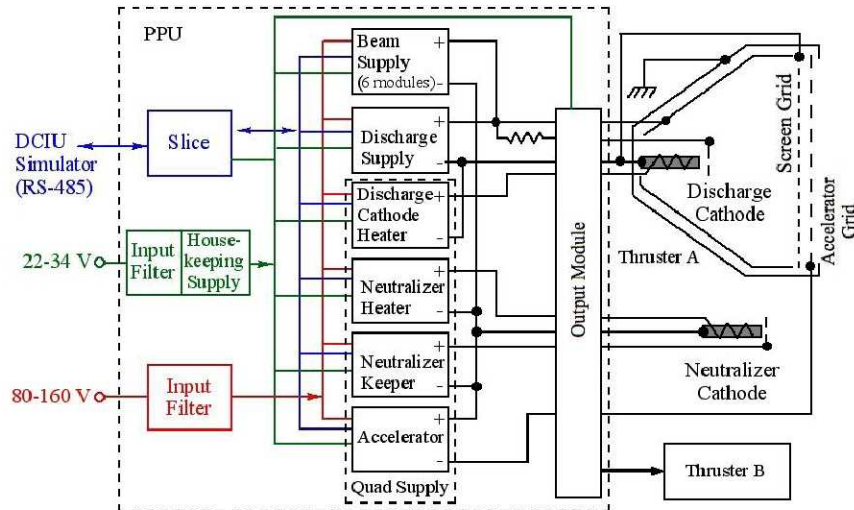 PPU
Beam
Supply
(6 modules)
+
-
DCIU
Simulator
(RS-485)
Slice
Discharge
Supply
+
-
Discharge
Cathode
Heater
+
-
22-34 V
Input
Filter
House-
keeping
Supply
Neutralizer
Heater
+
-
Neutralizer
Keeper
+
-
80-160 V
Input
Filter
Accelerator
+
-
Quad Supply
Output Module
Screen Grid
Accelerator
Grid
Discharge
Cathode
Thruster A
Neutralizer
Cathode
Thruster B